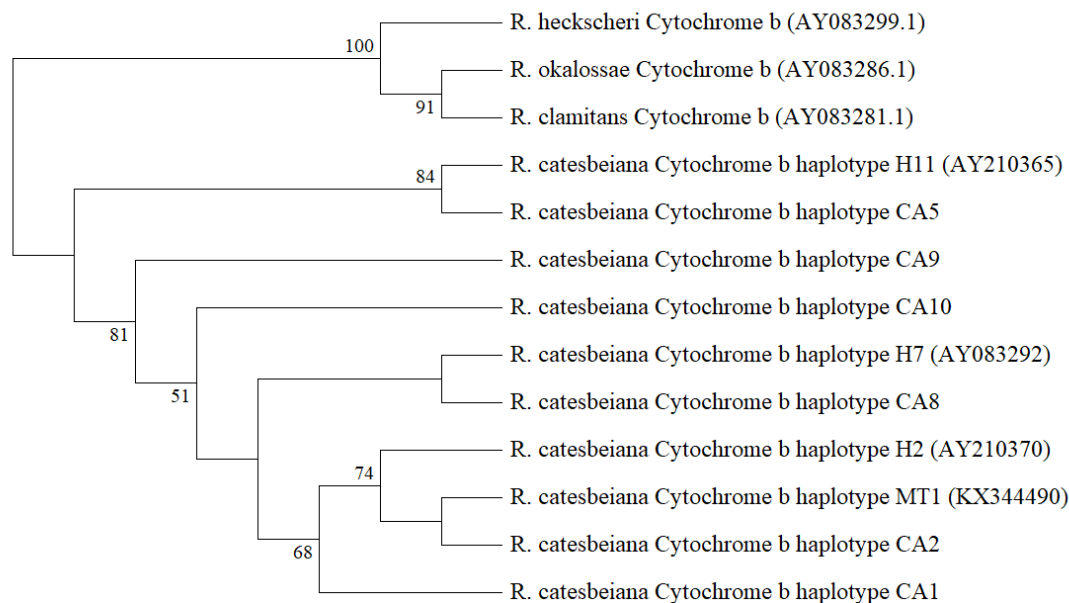 R. heckscheri Cytochrome b (AY083299.1)
100
R. okalossae Cytochrome b (AY083286.1)
91
R. clamitans Cytochrome b (AY083281.1)
R. catesbeiana Cytochrome b haplotype H11 (AY210365)
84
R. catesbeiana Cytochrome b haplotype CA5
R. catesbeiana Cytochrome b haplotype CA9
R. catesbeiana Cytochrome b haplotype CA10
81
R. catesbeiana Cytochrome b haplotype H7 (AY083292)
51
R. catesbeiana Cytochrome b haplotype CA8
R. catesbeiana Cytochrome b haplotype H2 (AY210370)
74
R. catesbeiana Cytochrome b haplotype MT1 (KX344490)
R. catesbeiana Cytochrome b haplotype CA2
68
R. catesbeiana Cytochrome b haplotype CA1